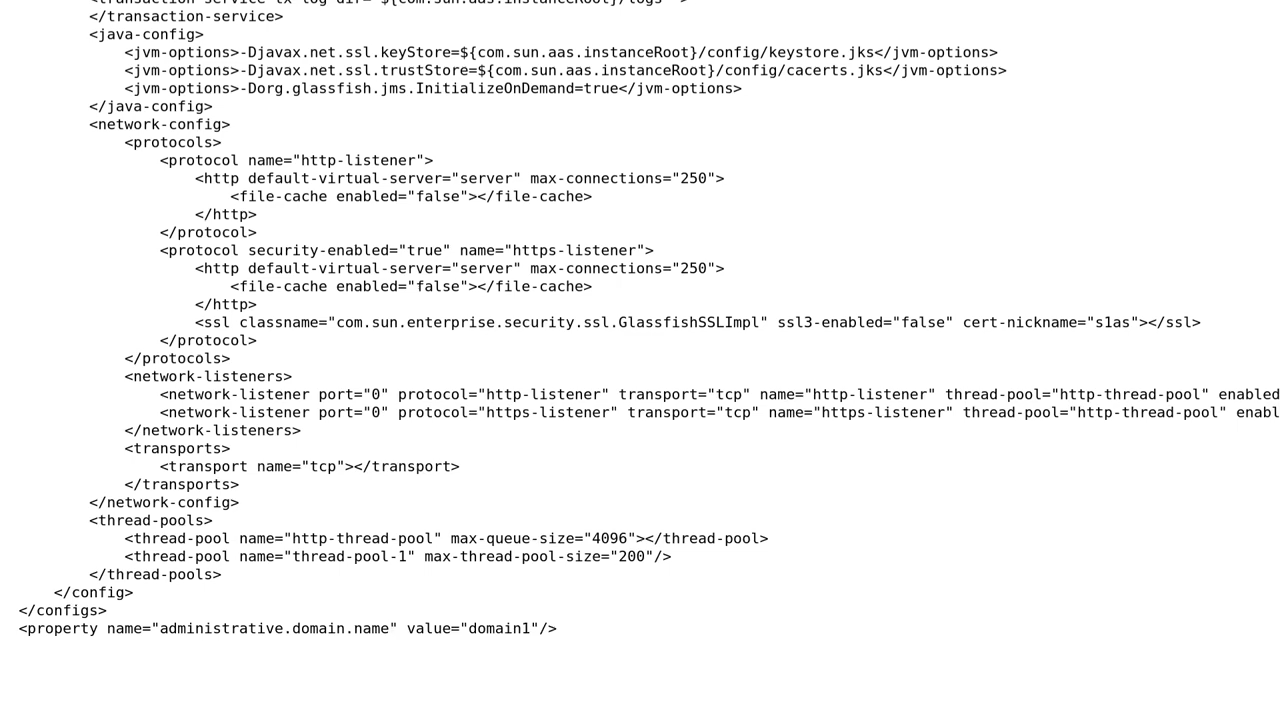 <transaction-service tx-log-dir="${com.sun.aas.instanceRoot}/logs">
</transaction-service>
<java-config>
<jvm-options>-Djavax.net.ssl.keyStore=${com.sun.aas.instanceRoot}/config/keystore.jks</jvm-options>
<jvm-options>-Djavax.net.ssl.trustStore=${com.sun.aas.instanceRoot}/config/cacerts.jks</jvm-options>
<jvm-options>-Dorg.glassfish.jms.InitializeOnDemand=true</jvm-options>
</java-config>
<network-config>
<protocols>
<protocol name="http-listener">
<http default-virtual-server="server" max-connections="250">
<file-cache enabled="false"></file-cache>
</http>
</protocol>
<protocol security-enabled="true" name="https-listener">
<http default-virtual-server="server" max-connections="250">
<file-cache enabled="false"></file-cache>
</http>
<ssl classname="com.sun.enterprise.security.ssl.GlassfishSSLImpl" ssl3-enabled="false" cert-nickname="s1as"></ssl>
</protocol>
</protocols>
<network-listeners>
<network-listener port="0" protocol="http-listener" transport="tcp" name="http-listener" thread-pool="http-thread-pool" enabled
<network-listener port="0" protocol="https-listener" transport="tcp" name="https-listener" thread-pool="http-thread-pool" enabl
</network-listeners>
<transports>
<transport name="tcp"></transport>
</transports>
</network-config>
<thread-pools>
<thread-pool name="http-thread-pool" max-queue-size="4096"></thread-pool>
<thread-pool name="thread-pool-1" max-thread-pool-size="200"/>
</thread-pools>
</config>
</configs>
<property name="administrative.domain.name" value="domain1"/>